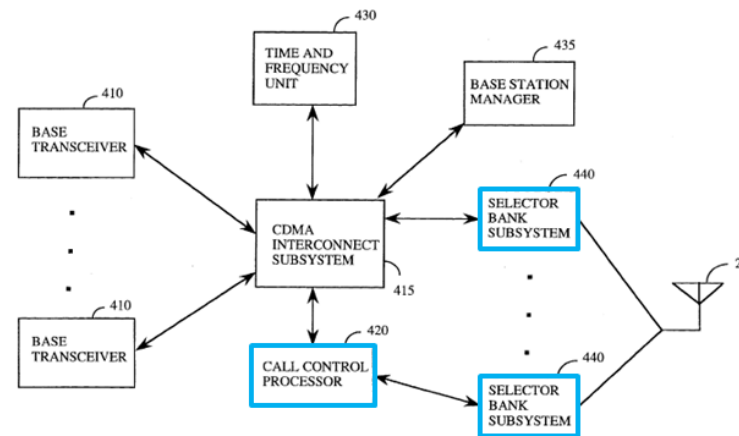 430
TIME AND
FREQUENCY
UNIT
435
BASE STATION
MANAGER
410
BASE
TRANSCEIVER
440
SELECTOR
BANK
SUBSYSTEM
CDMA
INTERCONNECT
SUBSYSTEM
415
2
410
BASE
TRANSCEIVER
420
CALL CONTROL
PROCESSOR
440
SELECTOR
BANK
SUBSYSTEM